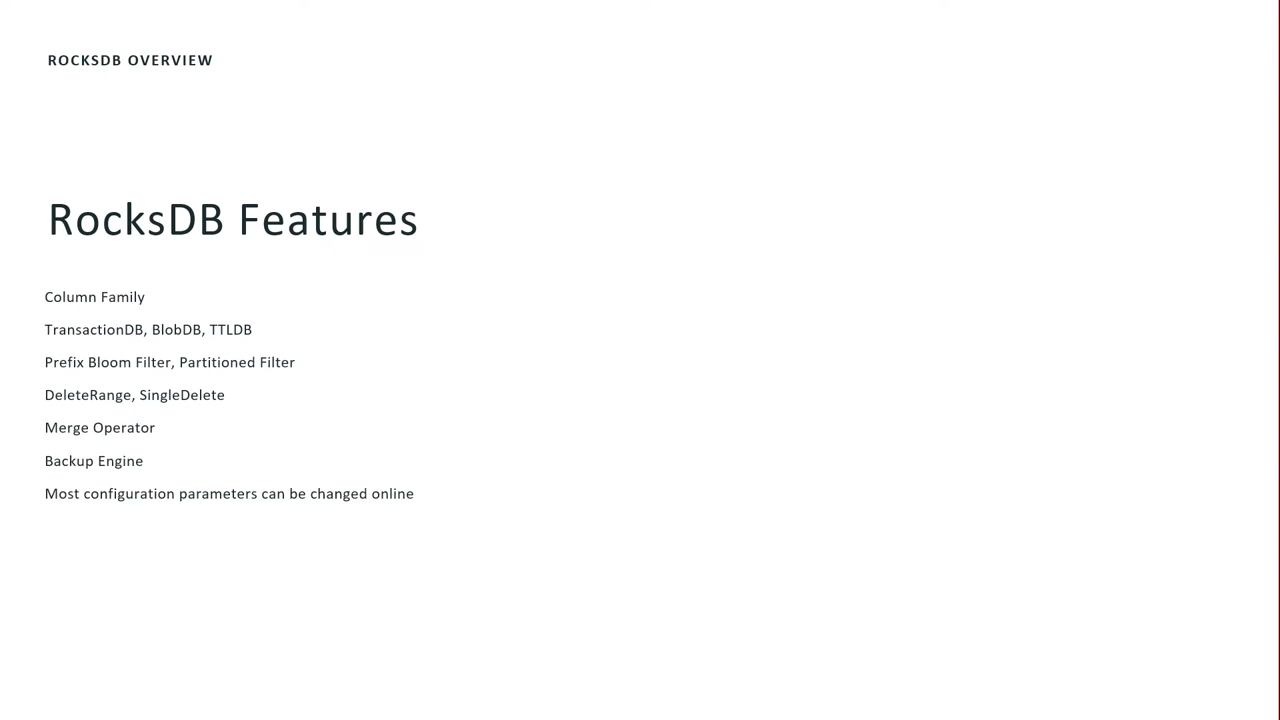 ROCKSDB OVERVIEW
RocksDB Features
Column Family
TransactionDB, BlobDB, TTLDB
Prefix Bloom Filter, Partitioned Filter
DeleteRange, SingleDelete
Merge Operator
Backup Engine
Most configuration parameters can be changed online